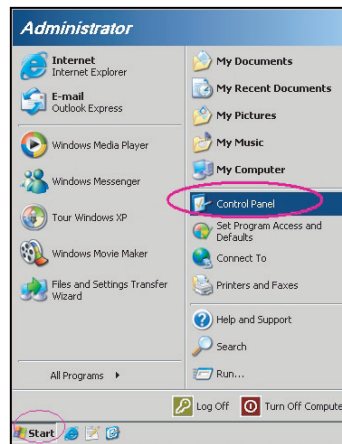 Administrator
Internet
Internet Explorer
E-mail
Outlook Express
Windows Media Player
Windows Messenger
Tour Windows XP
Windows Movie Maker
Files and Settings Transfer
Wizard
All Programs
My Documents
My Recent Documents
My Pictures
My Music
My Computer
Control Panel
Set Program Access and
Defaults
Connect To
Printers and Faxes
Help and Support
Search
Run...
Log Off
Turn Off Compute
Start